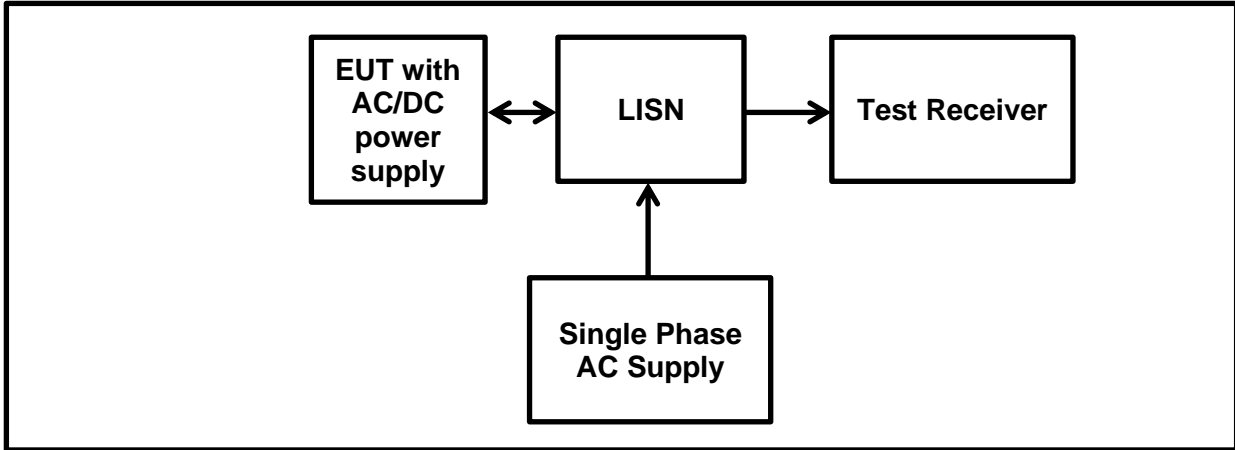 EUT with
AC/DC
power
supply
LISN
Test Receiver
Single Phase
AC Supply